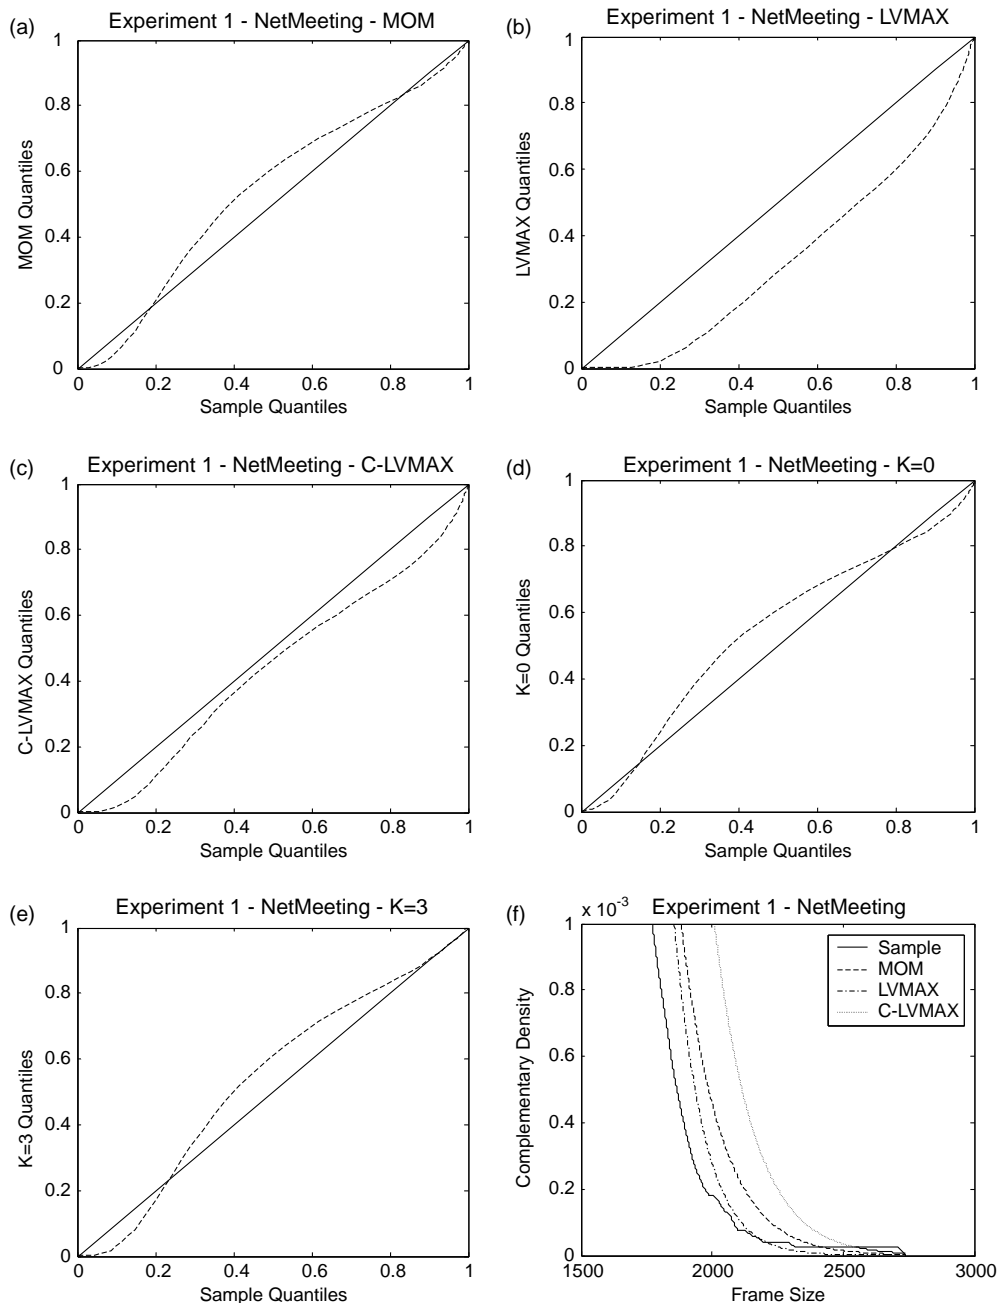 (a) Experiment 1 - NetMeeting - MOM
MOM Quantiles
1
0.8
0.6
0.4
0.2
0
0 0.2 0.4 0.6 0.8 1
Sample Quantiles
(b) Experiment 1 - NetMeeting - LVMAX
LVMAX Quantiles
1
0.8
0.6
0.4
0.2
0
0 0.2 0.4 0.6 0.8 1
Sample Quantiles
(c) Experiment 1 - NetMeeting - C-LVMAX
C-LVMAX Quantiles
1
0.8
0.6
0.4
0.2
0
0 0.2 0.4 0.6 0.8 1
Sample Quantiles
(d) Experiment 1 - NetMeeting - K=0
K=0 Quantiles
1
0.8
0.6
0.4
0.2
0
0 0.2 0.4 0.6 0.8 1
Sample Quantiles
(e) Experiment 1 - NetMeeting - K=3
K=3 Quantiles
1
0.8
0.6
0.4
0.2
0
0 0.2 0.4 0.6 0.8 1
Sample Quantiles
(f) x 10-3 Experiment 1 - NetMeeting
Complementary Density
1
0.8
0.6
0.4
0.2
0
Sample
MOM
LVMAX
C-LVMAX
1500 2000 2500 3000
Frame Size